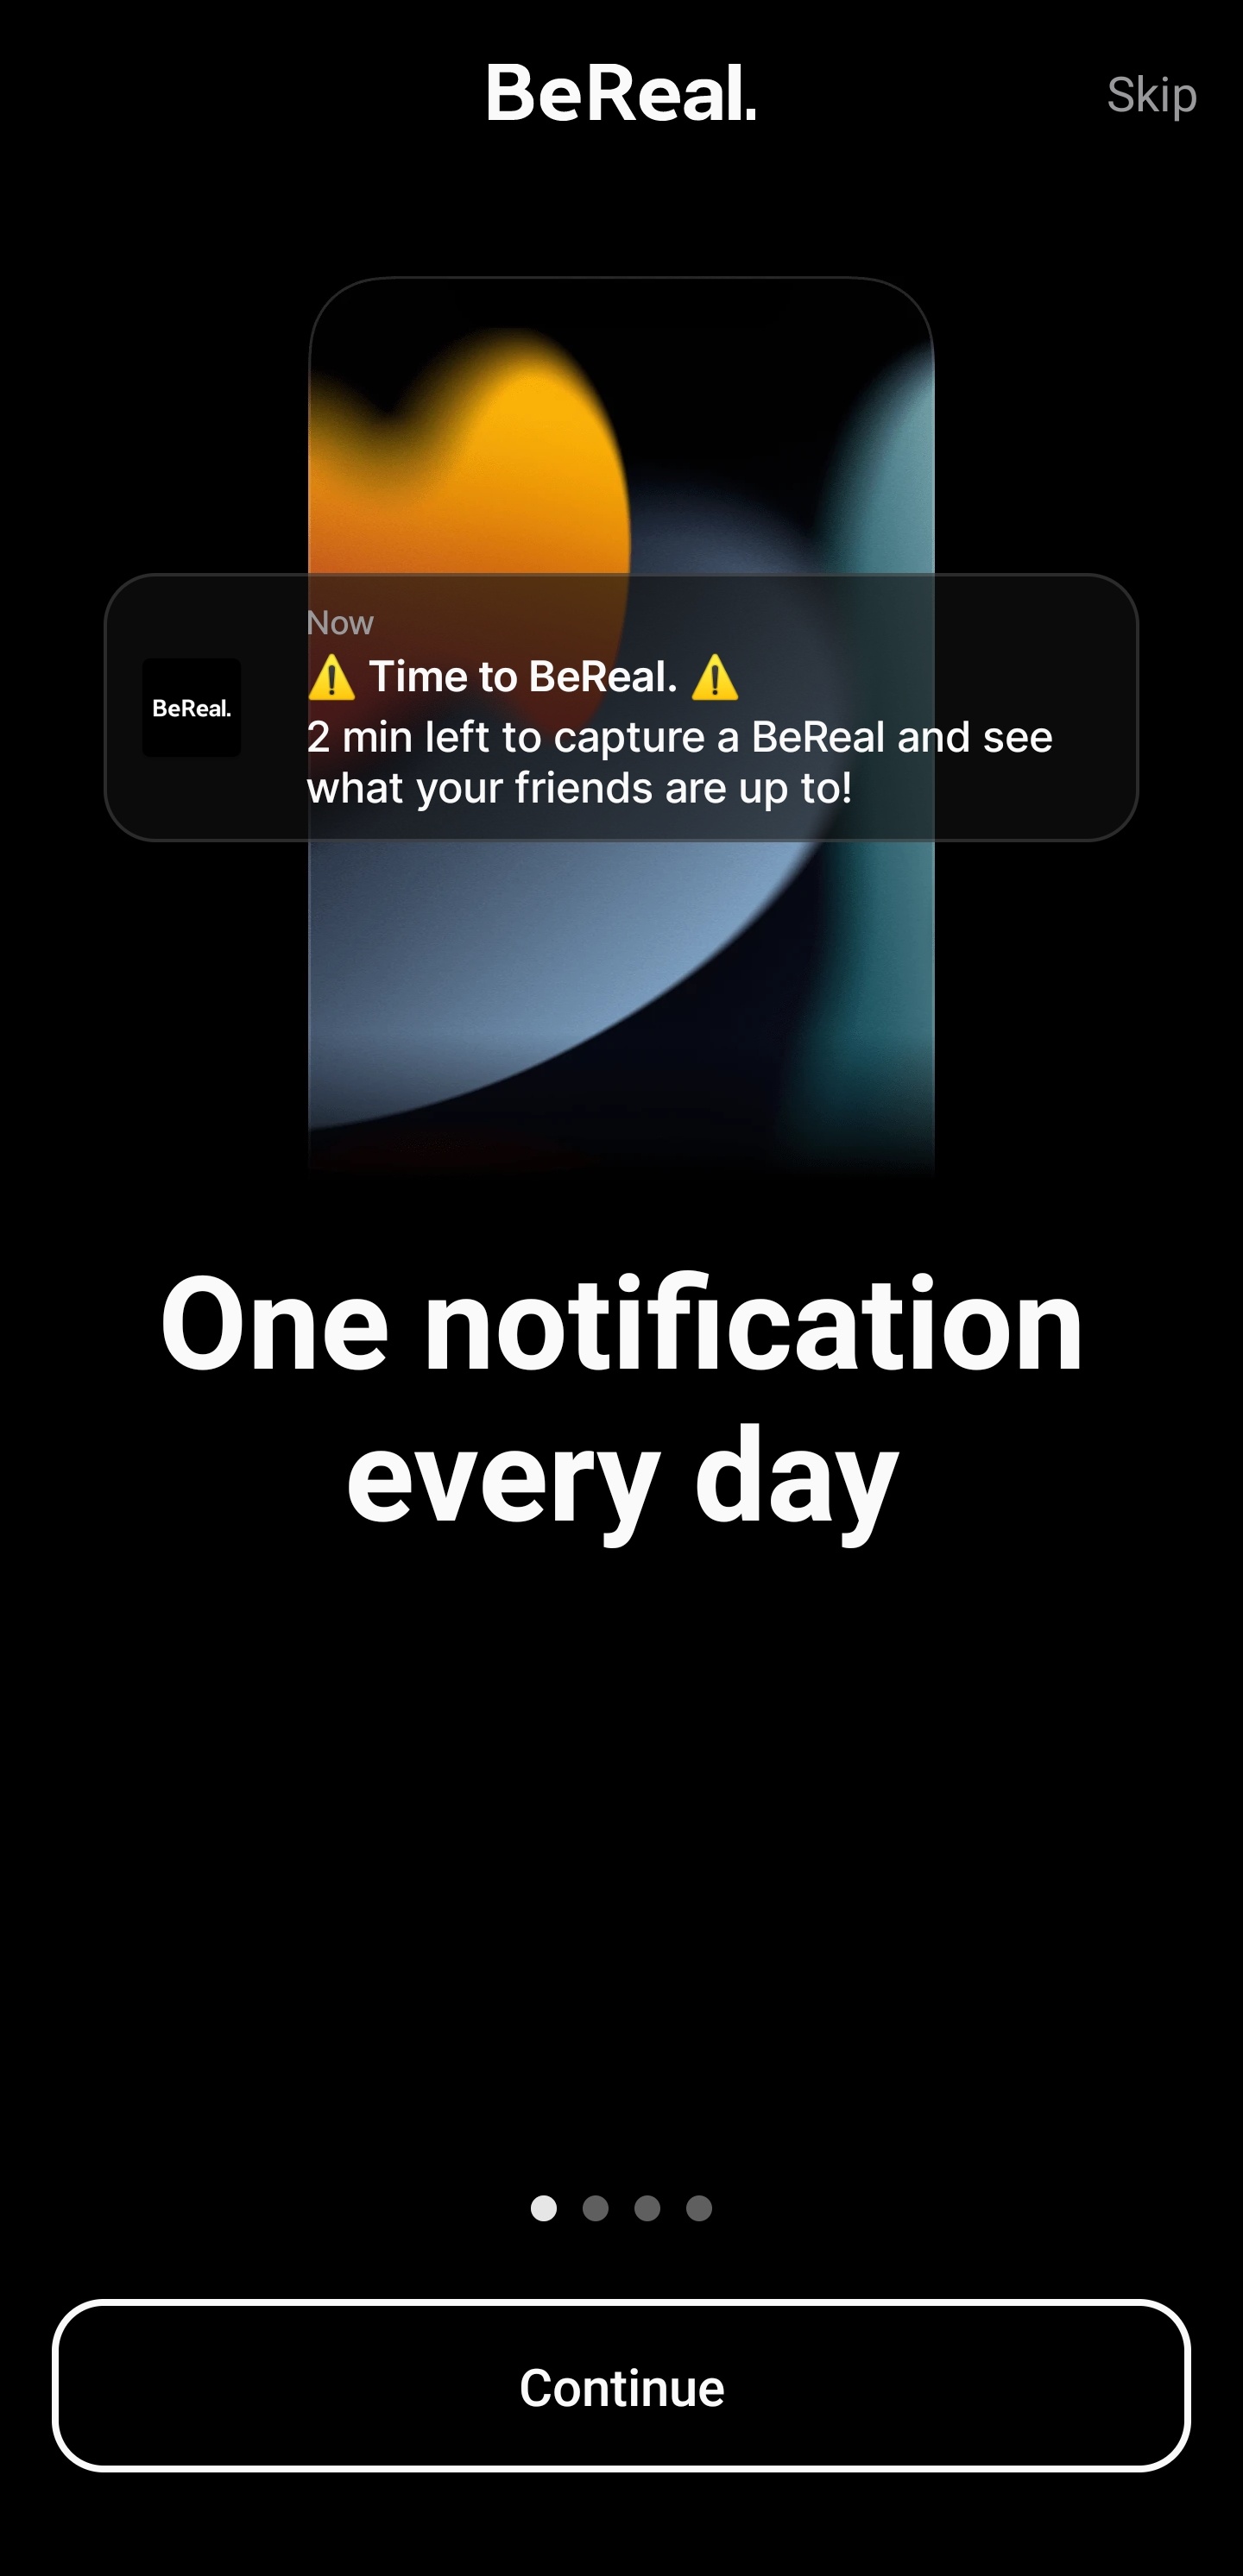 BeReal.
Skip
Now
⚠️ Time to BeReal. ⚠️
BeReal.
2 min left to capture a BeReal and see
what your friends are up to!
One notification
every day
Continue